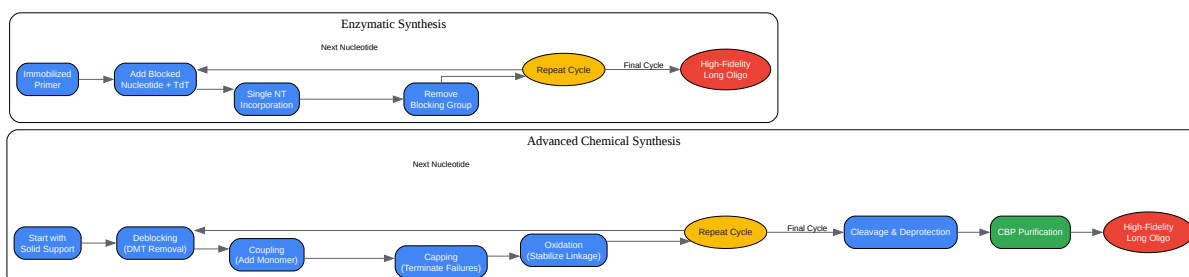 Enzymatic Synthesis
Next Nucleotide
Immobilized
Primer
Add Blocked
Nucleotide + TdT
Single NT
Incorporation
Remove
Blocking Group
Repeat Cycle
Final Cycle
High-Fidelity
Long Oligo
Advanced Chemical Synthesis
Next Nucleotide
Start with
Solid Support
Deblocking
(DMT Removal)
Coupling
(Add Monomer)
Capping
(Terminate Failures)
Oxidation
(Stabilize Linkage)
Repeat Cycle
Final Cycle
Cleavage & Deprotection
CBP Purification
High-Fidelity
Long Oligo